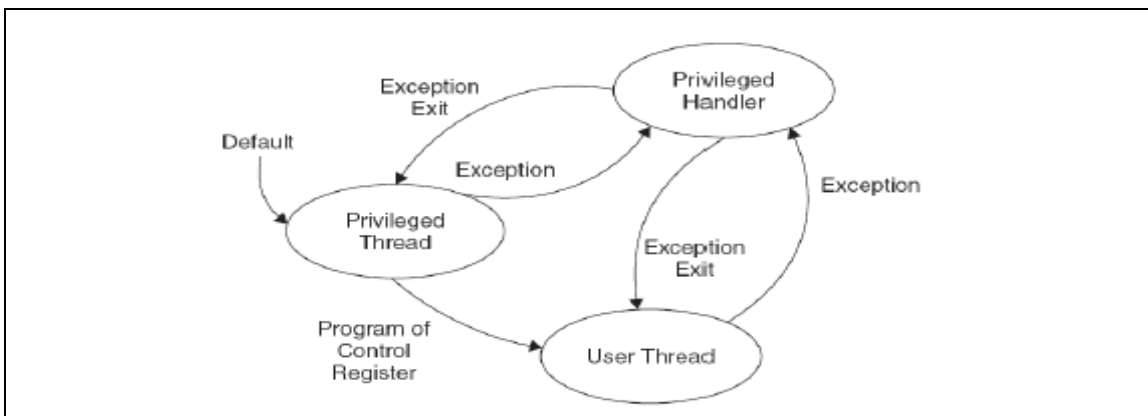 Privileged
Handler
Exception
Exit
Default
Exception
Exception
Privileged
Thread
Exception
Exit
Program of
Control
Register
User Thread